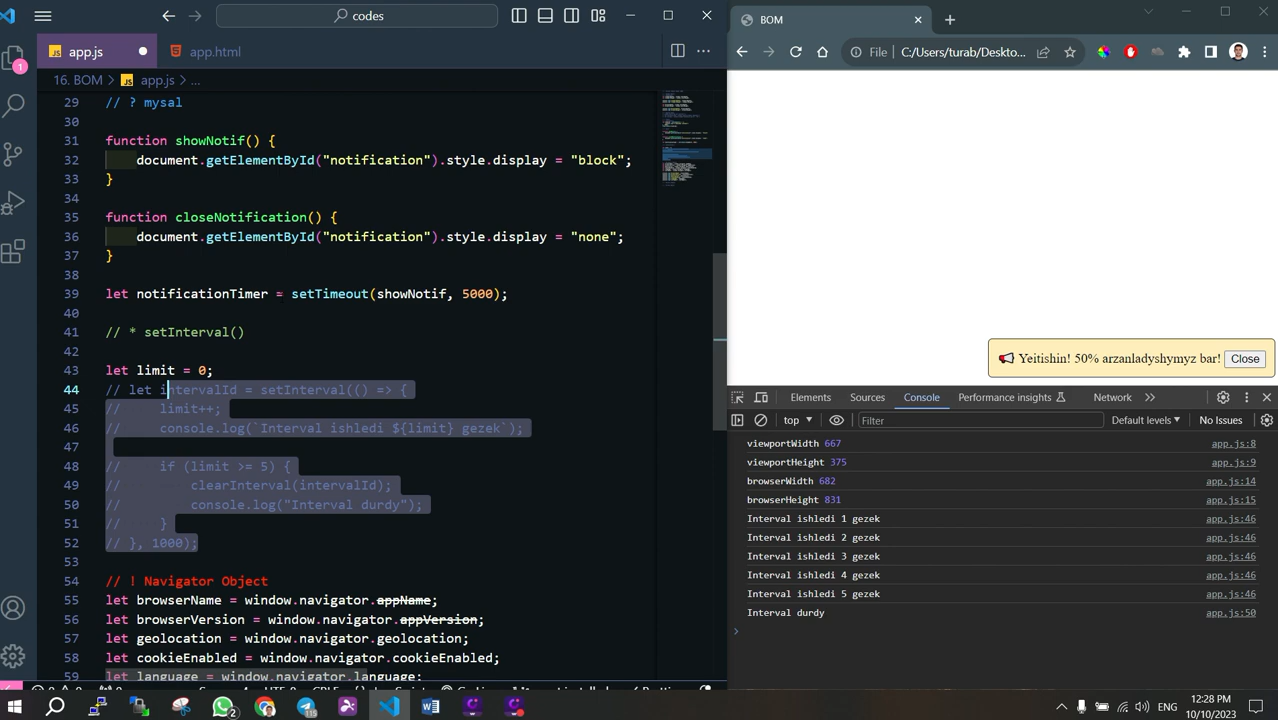 codes
BOM
app.js
app.html
File
C:/Users/turab/Deskto...
16. BOM > app.js > ...
29 // ? mysal
30
31 function showNotif() {
32 document.getElementById("notification").style.display = "block";
33 }
34
35 function closeNotification() {
36 document.getElementById("notification").style.display = "none";
37 }
38
39 let notificationTimer = setTimeout(showNotif, 5000);
40
41 // * setInterval()
42
43 let limit = 0;
44 // let intervalId = setInterval(() => {
45 // limit++;
46 // console.log(`Interval ishledi ${limit} gezek`);
47
48 // if (limit >= 5) {
49 // clearInterval(intervalId);
50 // console.log("Interval durdy");
51 // }
52 // }, 1000);
53
54 // ! Navigator Object
55 let browserName = window.navigator.appName;
56 let browserVersion = window.navigator.appVersion;
57 let geolocation = window.navigator.geolocation;
58 let cookieEnabled = window.navigator.cookieEnabled;
59 let language = window.navigator.language;
Yeitishin! 50% arzanladyshymyz bar! Close
Elements Sources Console Performance insights Network
top Filter Default levels No Issues
viewportWidth 667 app.js:8
viewportHeight 375 app.js:9
browerWidth 682 app.js:14
browerHeight 831 app.js:15
Interval ishledi 1 gezek app.js:46
Interval ishledi 2 gezek app.js:46
Interval ishledi 3 gezek app.js:46
Interval ishledi 4 gezek app.js:46
Interval ishledi 5 gezek app.js:46
Interval durdy app.js:50
ENG
12:28 PM
10/10/2023